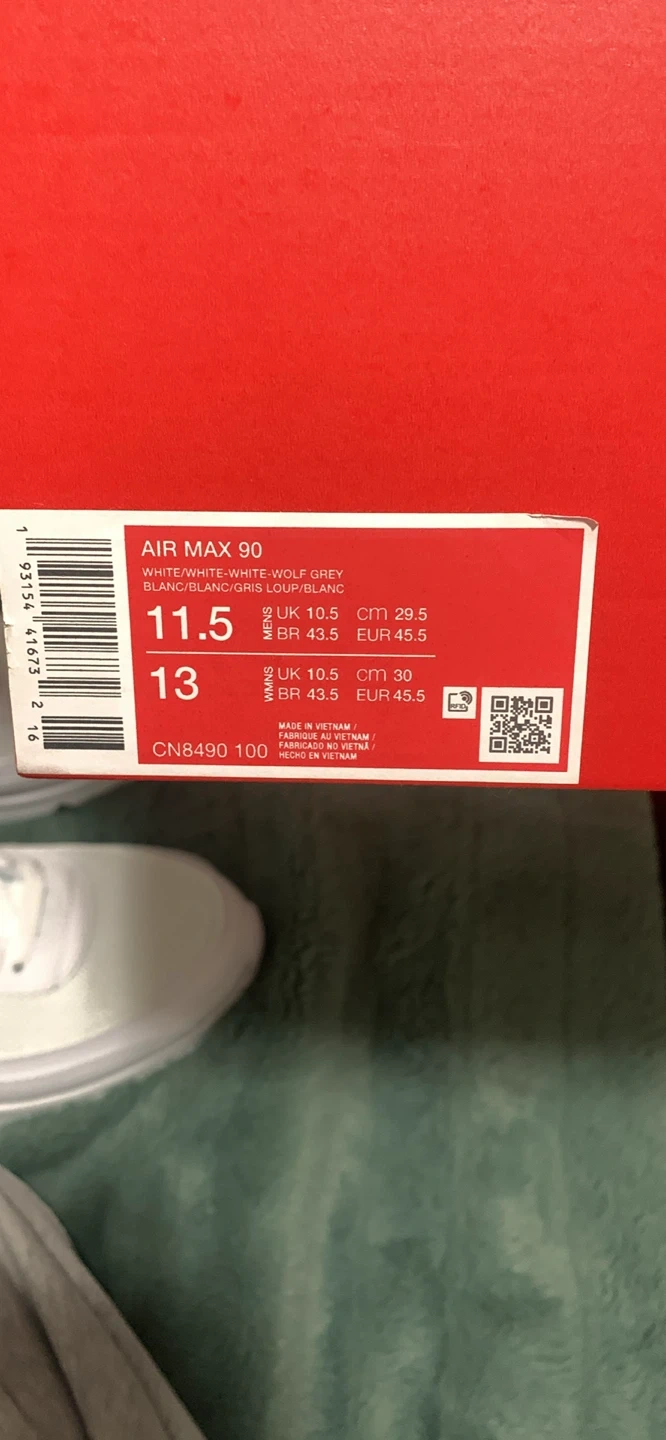 1
93154
41673
2
16
AIR MAX 90
WHITE/WHITE-WHITE-WOLF GREY
BLANC/BLANC/GRIS LOUP/BLANC
11.5 MENS UK 10.5 cm 29.5
BR 43.5 EUR 45.5
13 WMNS UK 10.5 cm 30
BR 43.5 EUR 45.5
RFID
MADE IN VIETNAM /
FABRIQUE AU VIETNAM /
FABRICADO NO VIETNÃ /
HECHO EN VIETNAM
CN8490 100